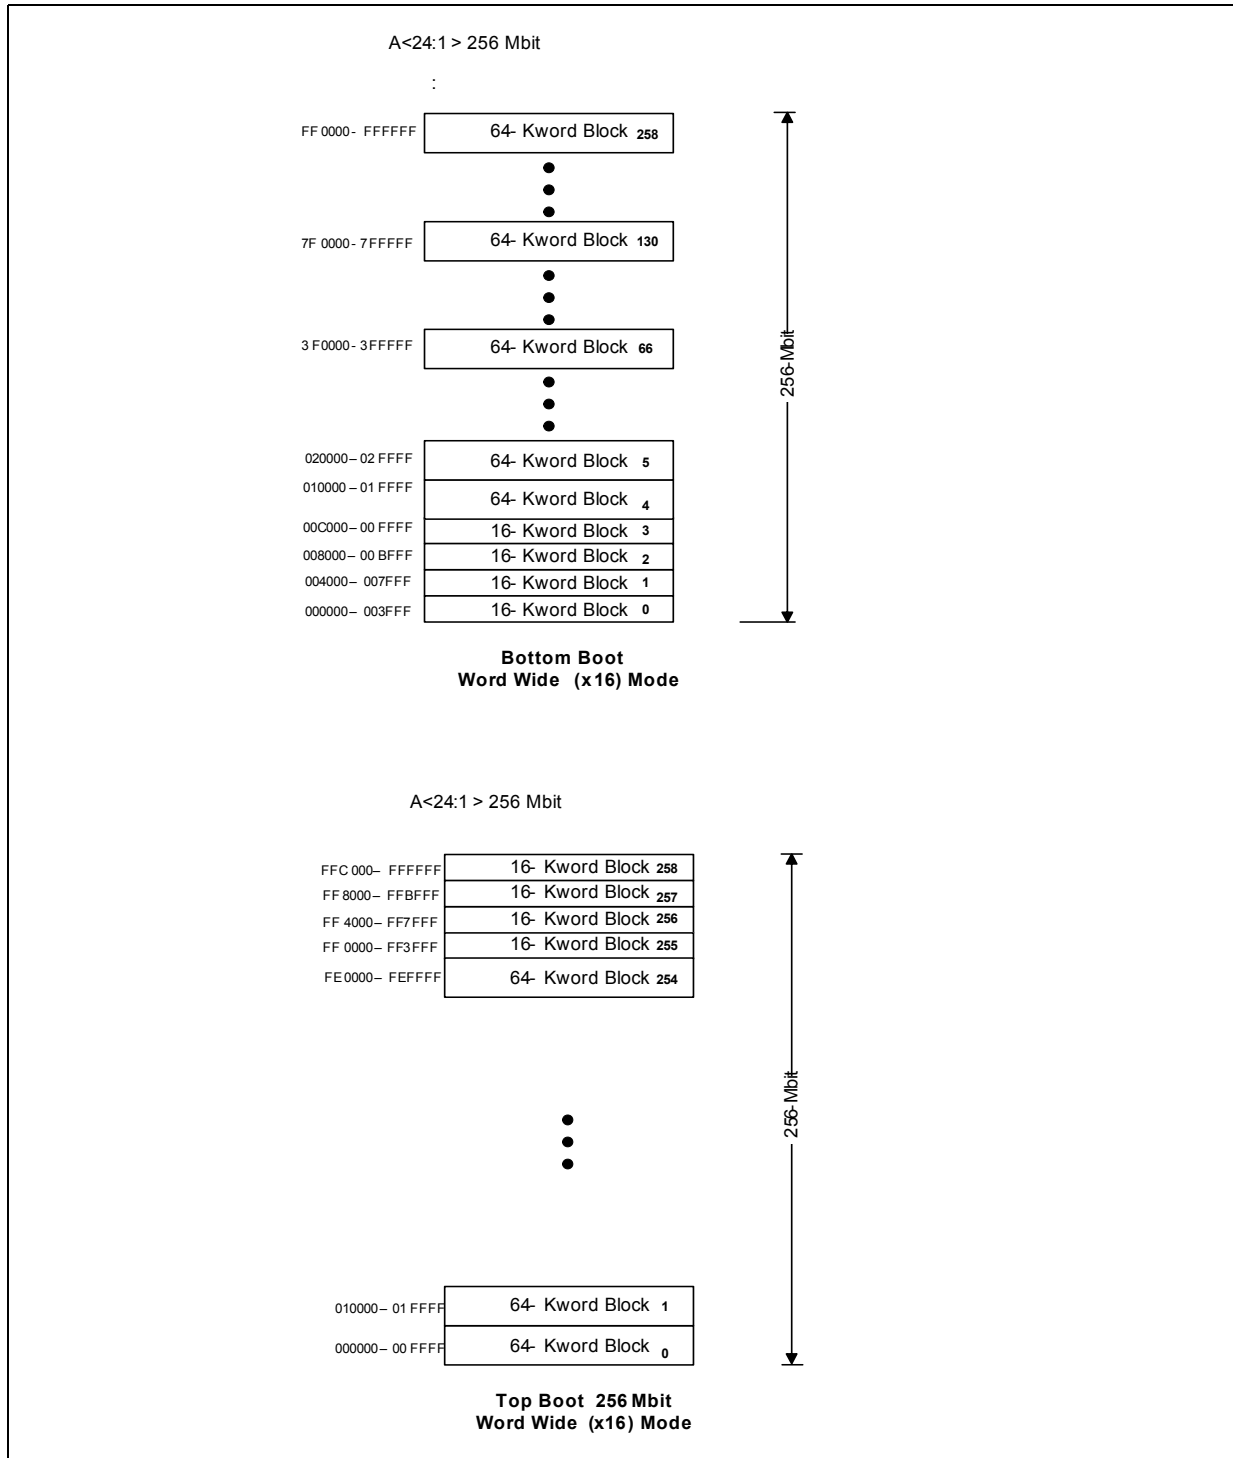 A<24:1 > 256 Mbit
:
FF 0000- FFFFFF 64- Kword Block 258
7F 0000- 7FFFFF 64- Kword Block 130
3 F0000- 3FFFFF 64- Kword Block 66
256-Mbit
020000– 02 FFFF 64- Kword Block 5
010000 – 01 FFFF 64- Kword Block 4
00C000– 00 FFFF 16- Kword Block 3
008000– 00 BFFF 16- Kword Block 2
004000– 007FFF 16- Kword Block 1
000000– 003FFF 16- Kword Block 0
Bottom Boot
Word Wide (x16) Mode
A<24:1 > 256 Mbit
FFC 000– FFFFFF 16- Kword Block 258
FF 8000– FFBFFF 16- Kword Block 257
FF 4000– FF7FFF 16- Kword Block 256
FF 0000– FF3FFF 16- Kword Block 255
FE0000– FEFFFF 64- Kword Block 254
256-Mbit
010000– 01 FFFF 64- Kword Block 1
000000– 00 FFFF 64- Kword Block 0
Top Boot 256 Mbit
Word Wide (x16) Mode